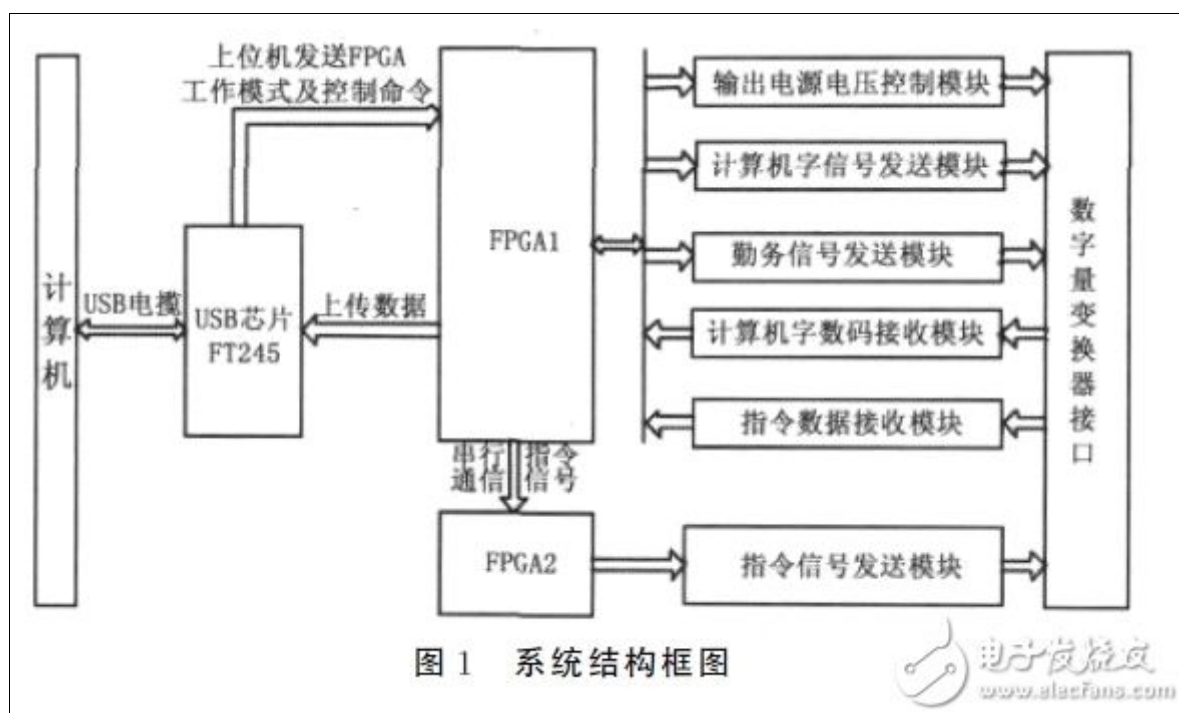 上位机发送FPGA
工作模式及控制命令
计算机
USB电揽
USB芯片
FT245
上传数据
FPGA1
串行 指令
通信 信号
FPGA2
输出电源电压控制模块
计算机字信号发送模块
勤务信号发送模块
计算机字数码接收模块
指令数据接收模块
指令信号发送模块
数字量变换器接口
图 1 系统结构框图
电子发烧友
www.elecfans.com